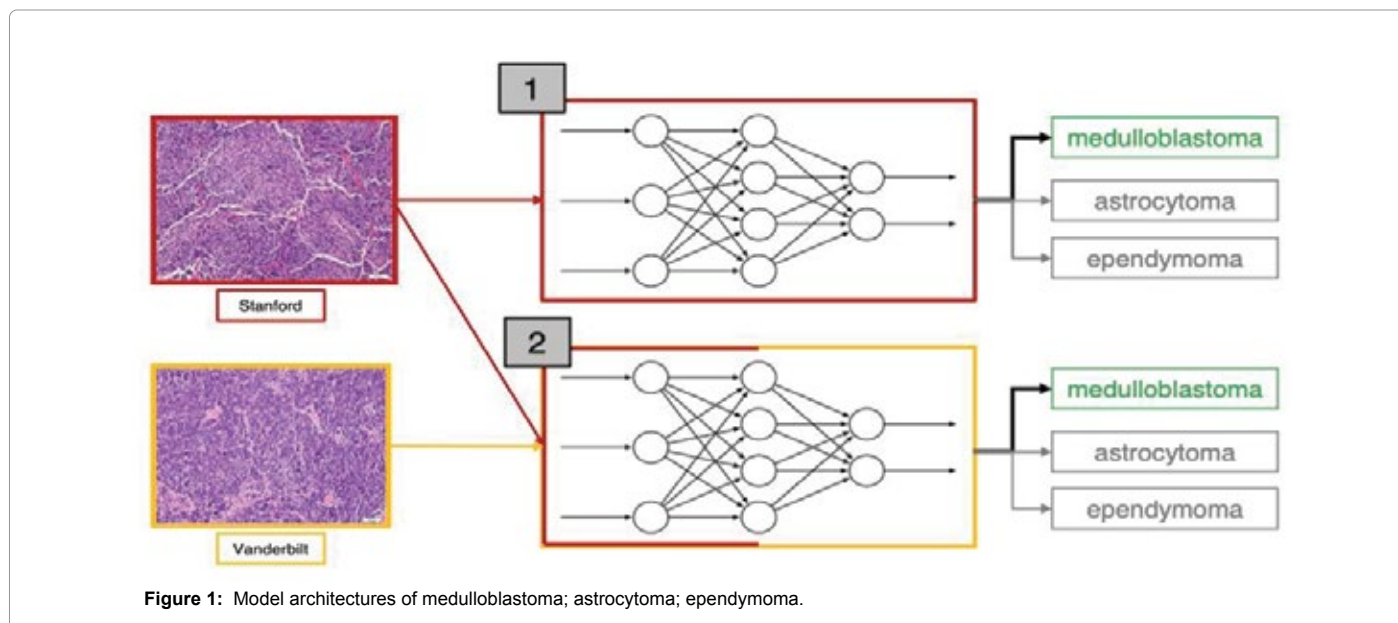 1
medulloblastoma
astrocytoma
ependymoma
Stanford
2
medulloblastoma
astrocytoma
ependymoma
Vanderbilt
Figure 1: Model architectures of medulloblastoma; astrocytoma; ependymoma.